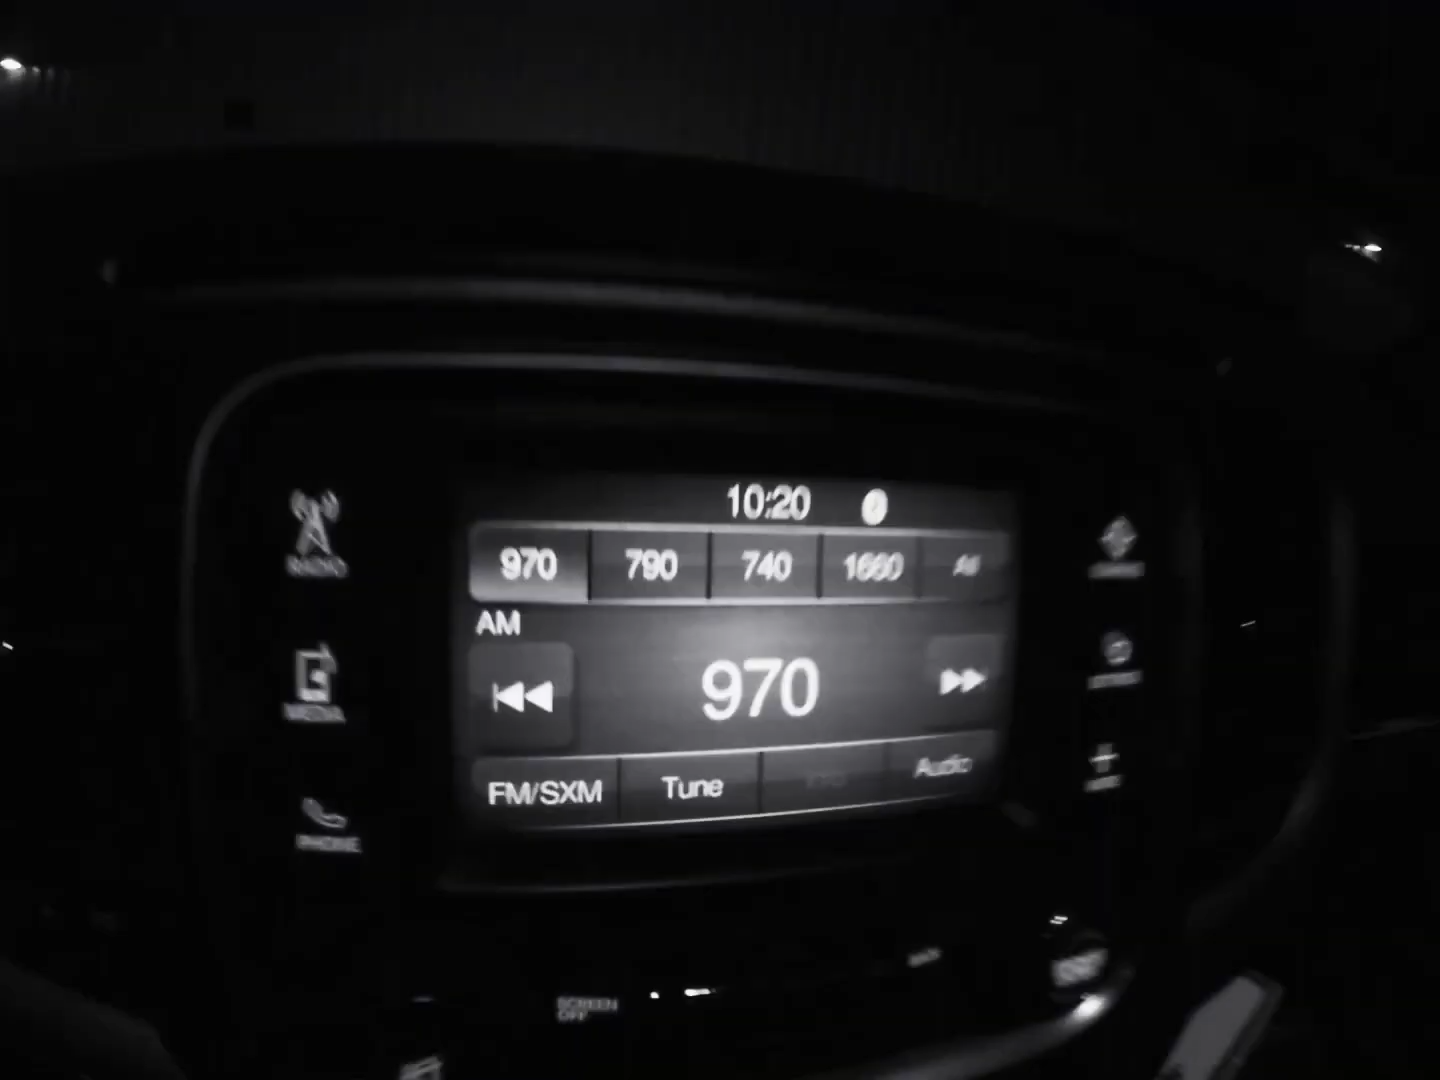 10:20
970 790 740 1660 All
AM
970
FM/SXM Tune Audio
RADIO
MEDIA
PHONE
SCREEN
OFF